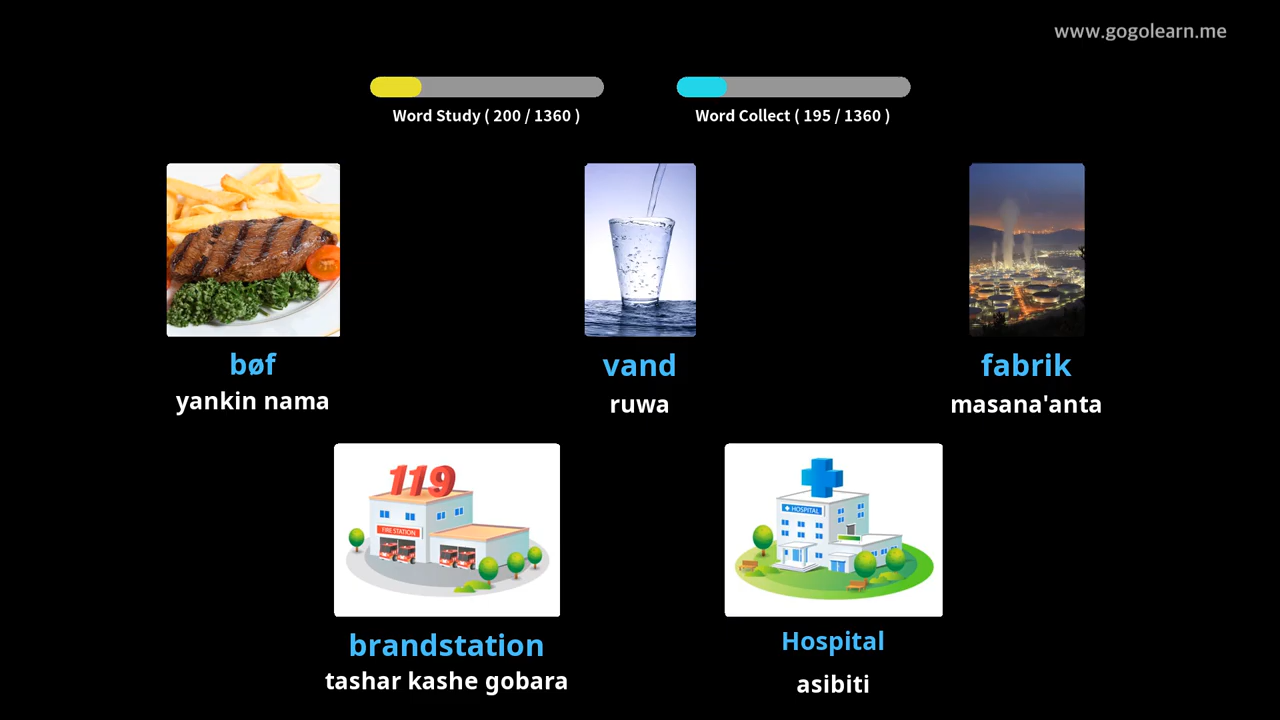 www.gogolearn.me
Word Study ( 200 / 1360 )
Word Collect ( 195 / 1360 )
bøf
yankin nama
vand
ruwa
fabrik
masana'anta
119
FIRE STATION
brandstation
tashar kashe gobara
HOSPITAL
Hospital
asibiti